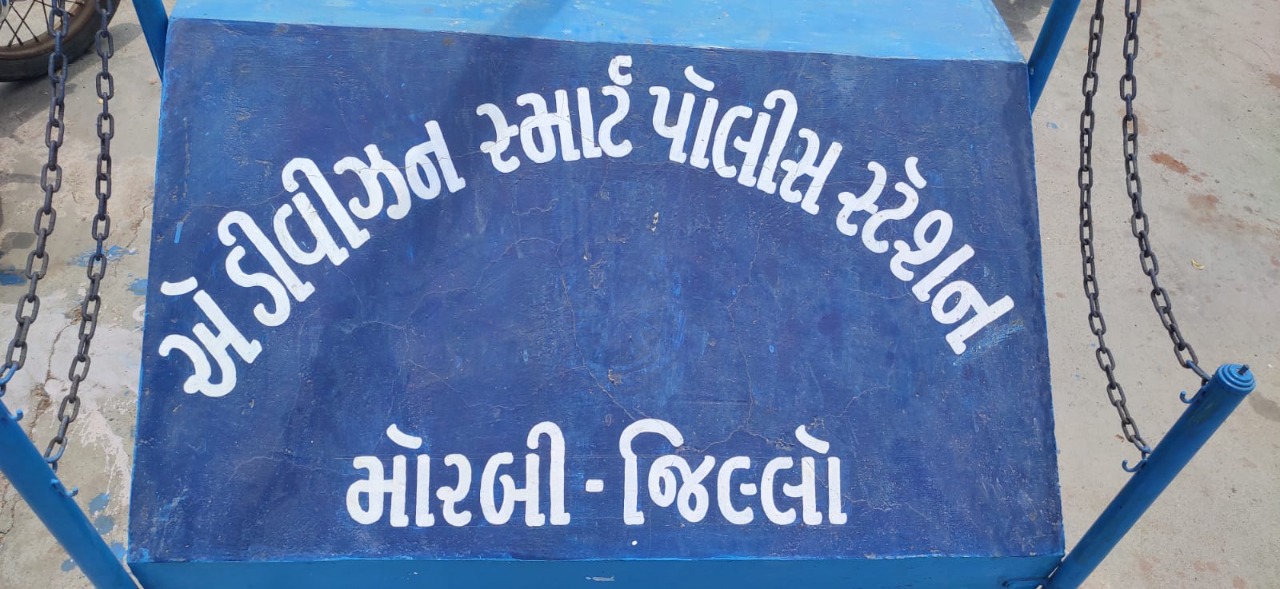 એ ડીવીઝન સ્માર્ટ પોલીસ સ્ટેશન
મોરબી - જિલ્લો